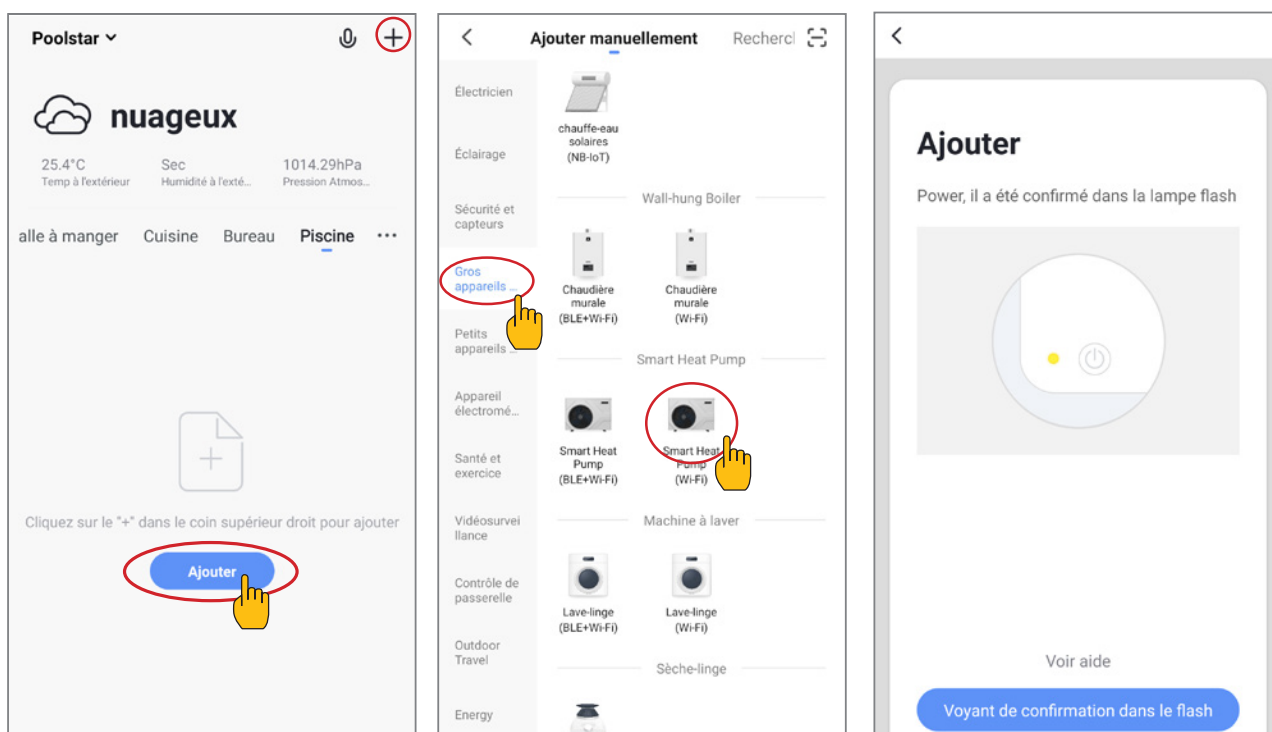 Poolstar
nuageux
25.4°C
Temp à l'extérieur
Sec
Humidité à l'exté...
1014.29hPa
Pression Atmos...
alle à manger Cuisine Bureau Piscine ...
Cliquez sur le "+" dans le coin supérieur droit pour ajouter
Ajouter
Ajouter manuellement Rechercl
Électricien
Éclairage
Sécurité et
capteurs
Gros
appareils ...
Petits
appareils ...
Appareil
électromé...
Santé et
exercice
Vidéosurvei
llance
Contrôle de
passerelle
Outdoor
Travel
Energy
chauffe-eau
solaires
(NB-IoT)
Wall-hung Boiler
Chaudière
murale
(BLE+Wi-Fi)
Chaudière
murale
(Wi-Fi)
Smart Heat Pump
Smart Heat
Pump
(BLE+Wi-Fi)
Smart Heat
Pump
(Wi-Fi)
Machine à laver
Lave-linge
(BLE+Wi-Fi)
Lave-linge
(Wi-Fi)
Sèche-linge
Ajouter
Power, il a été confirmé dans la lampe flash
Voir aide
Voyant de confirmation dans le flash